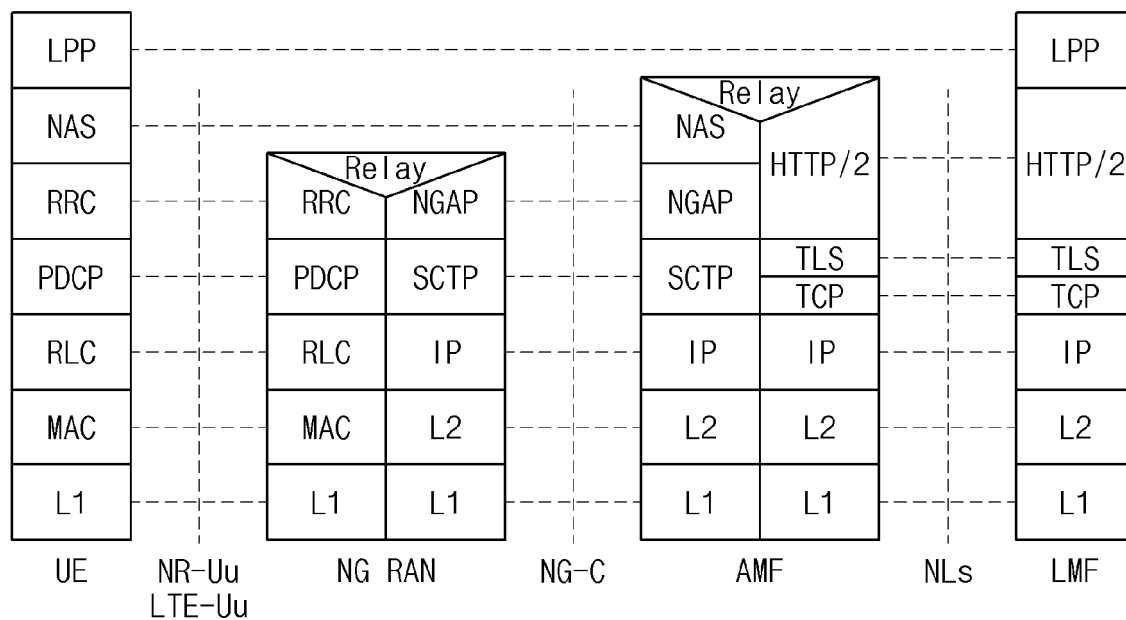 LPP LPP
Relay
NAS NAS
HTTP/2 HTTP/2
Relay
RRC RRC NGAP NGAP
TLS TLS
PDCP PDCP SCTP SCTP
TCP TCP
RLC RLC IP IP IP IP
MAC MAC L2 L2 L2 L2
L1 L1 L1 L1 L1 L1
UE NR-Uu NG RAN NG-C AMF NLs LMF
LTE-Uu